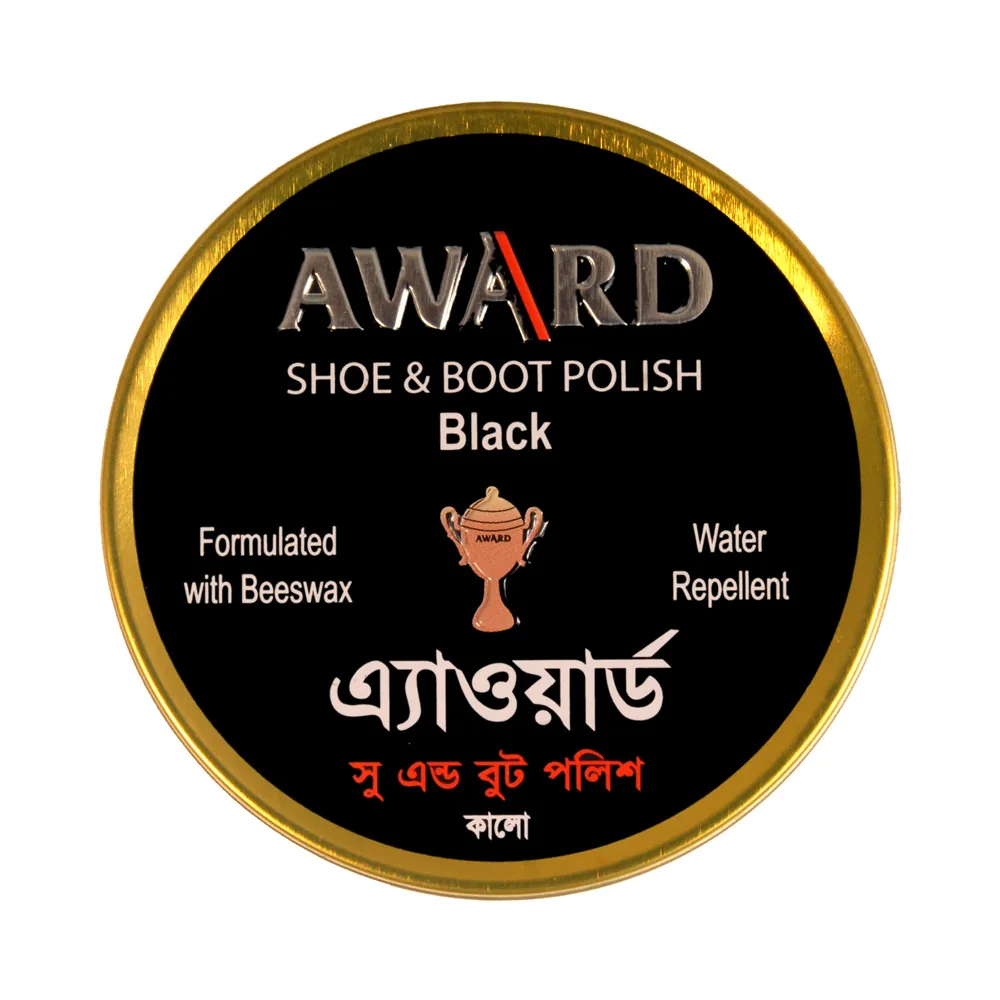 AWARD
SHOE & BOOT POLISH
Black
Formulated
with Beeswax
AWARD
Water
Repellent
এ্যাওয়ার্ড
সু এন্ড বুট পলিশ
কালো